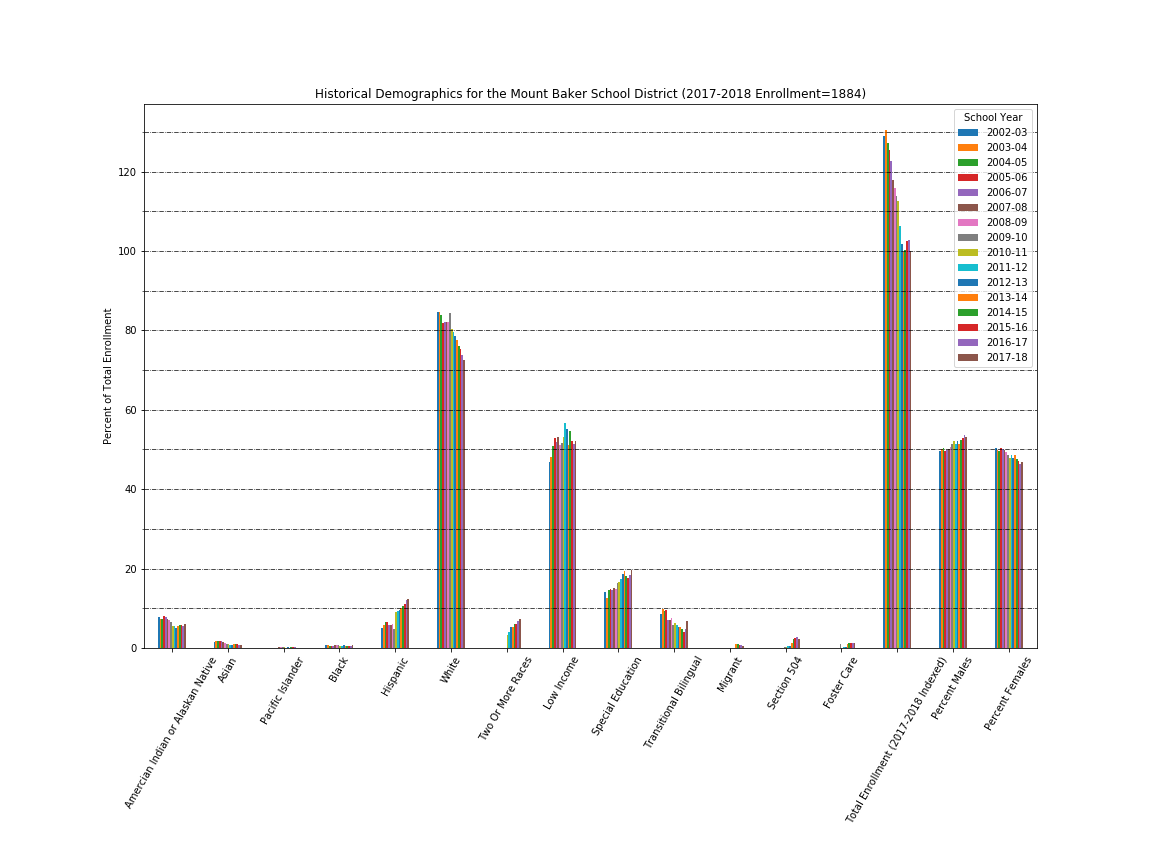 Historical Demographics for the Mount Baker School District (2017-2018 Enrollment=1884)
School Year
2002-03
2003-04
2004-05
2005-06
2006-07
2007-08
2008-09
2009-10
2010-11
2011-12
2012-13
2013-14
2014-15
2015-16
2016-17
2017-18
120
100
80
60
40
20
0
Percent of Total Enrollment
Amercian Indian or Alaskan Native
Asian
Pacific Islander
Black
Hispanic
White
Two Or More Races
Low Income
Special Education
Transitional Bilingual
Migrant
Section 504
Foster Care
Total Enrollment (2017-2018 Indexed)
Percent Males
Percent Females